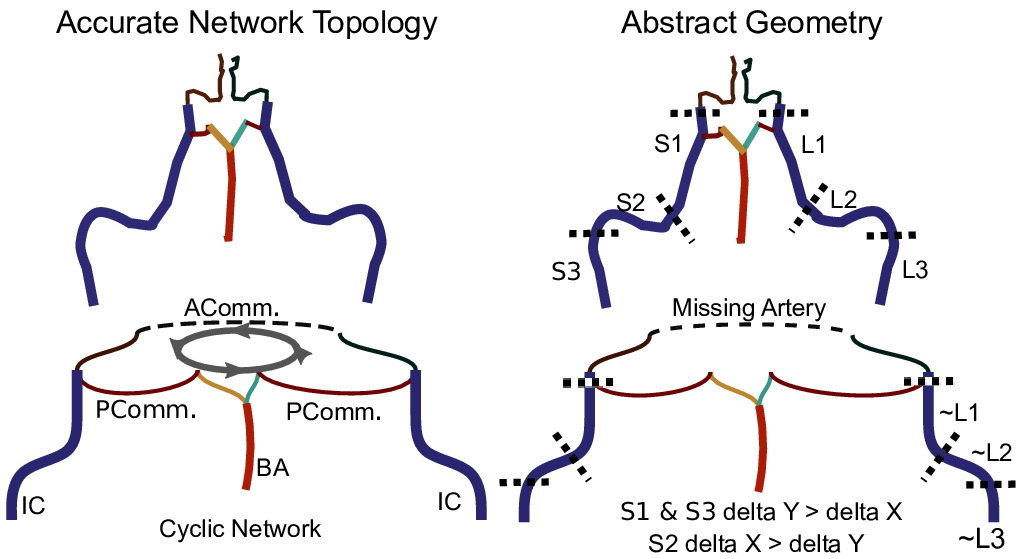 Accurate Network Topology
Abstract Geometry
S1
L1
S2
L2
S3
L3
AComm.
Missing Artery
PComm.
PComm.
BA
IC
IC
Cyclic Network
~L1
~L2
~L3
S1 & S3 delta Y > delta X
S2 delta X > delta Y